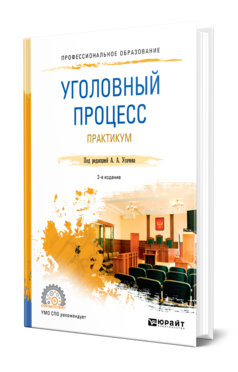 ПРОФЕССИОНАЛЬНОЕ ОБРАЗОВАНИЕ
УГОЛОВНЫЙ
ПРОЦЕСС
ПРАКТИКУМ
Под редакцией А. А. Усачева
2-е издание
УМО СПО рекомендует
юрайт